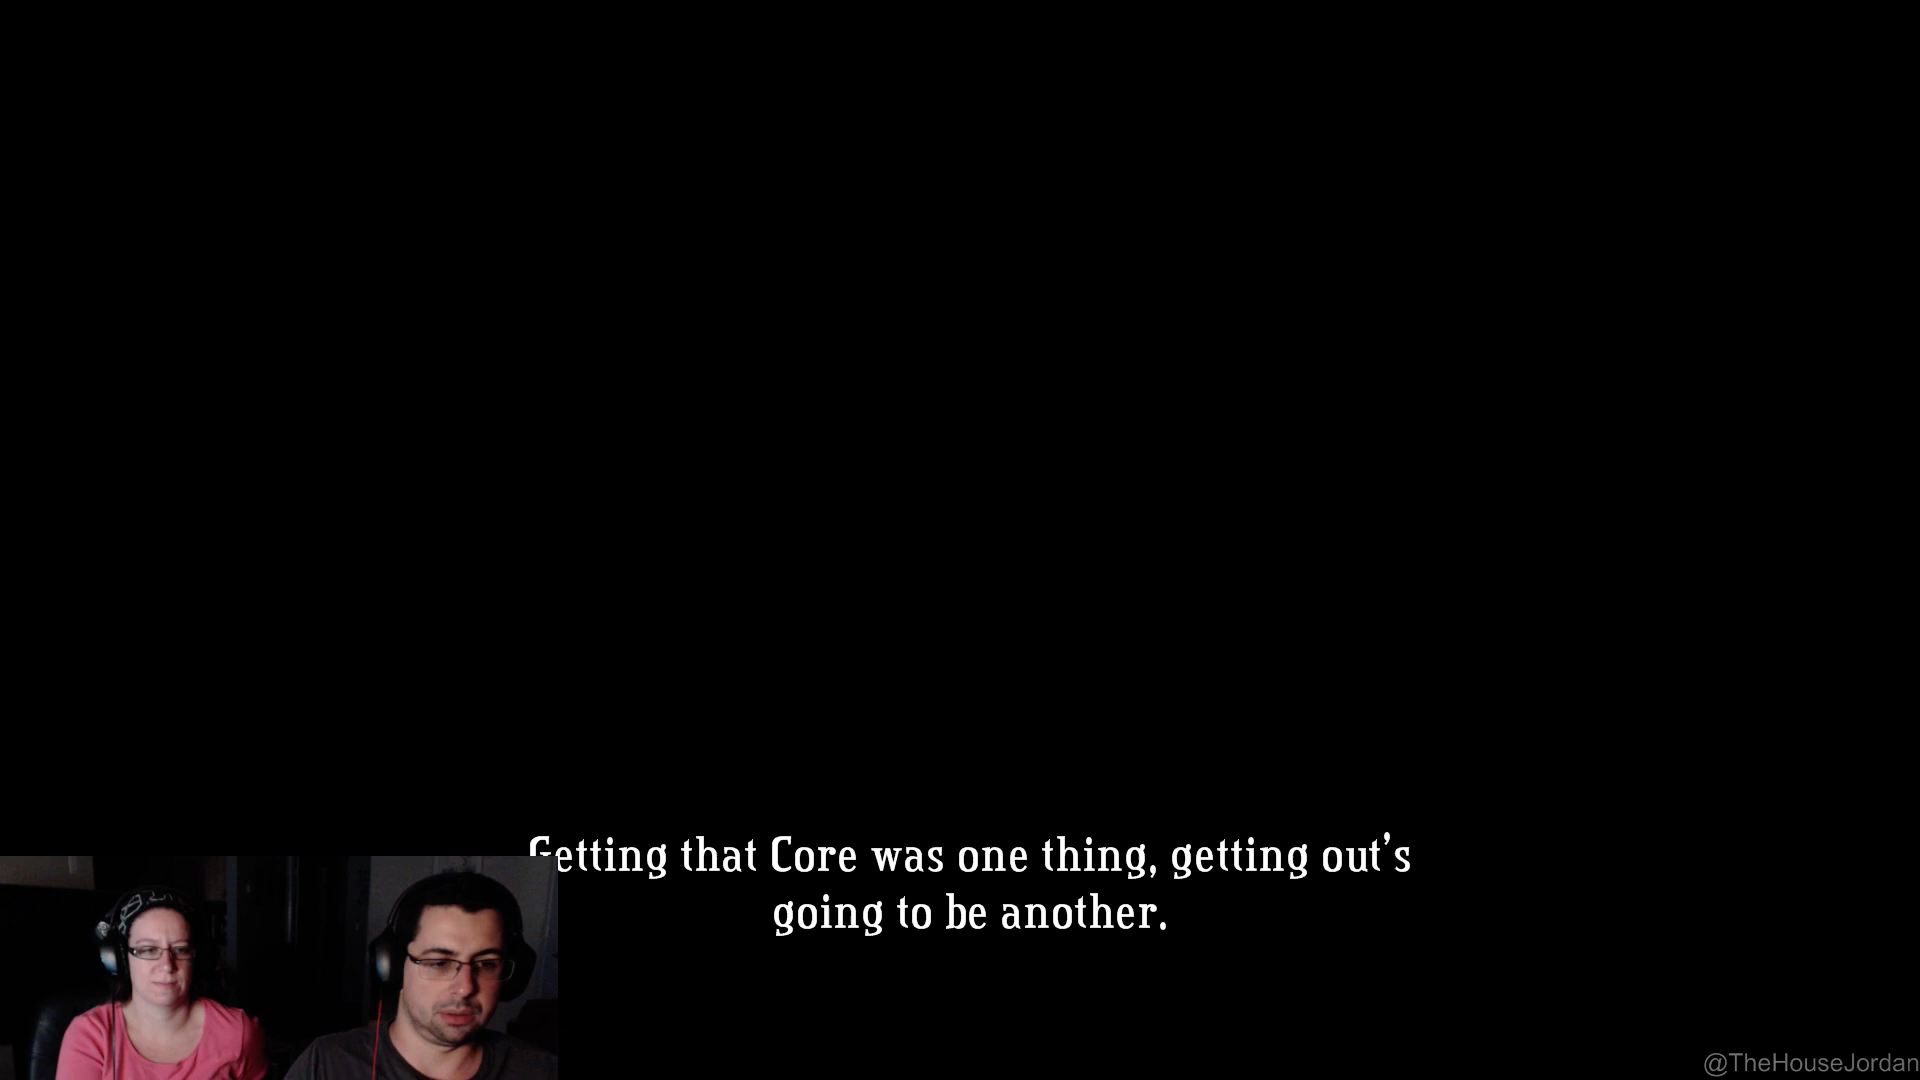 Getting that Core was one thing, getting out's
going to be another.
@TheHouseJordan